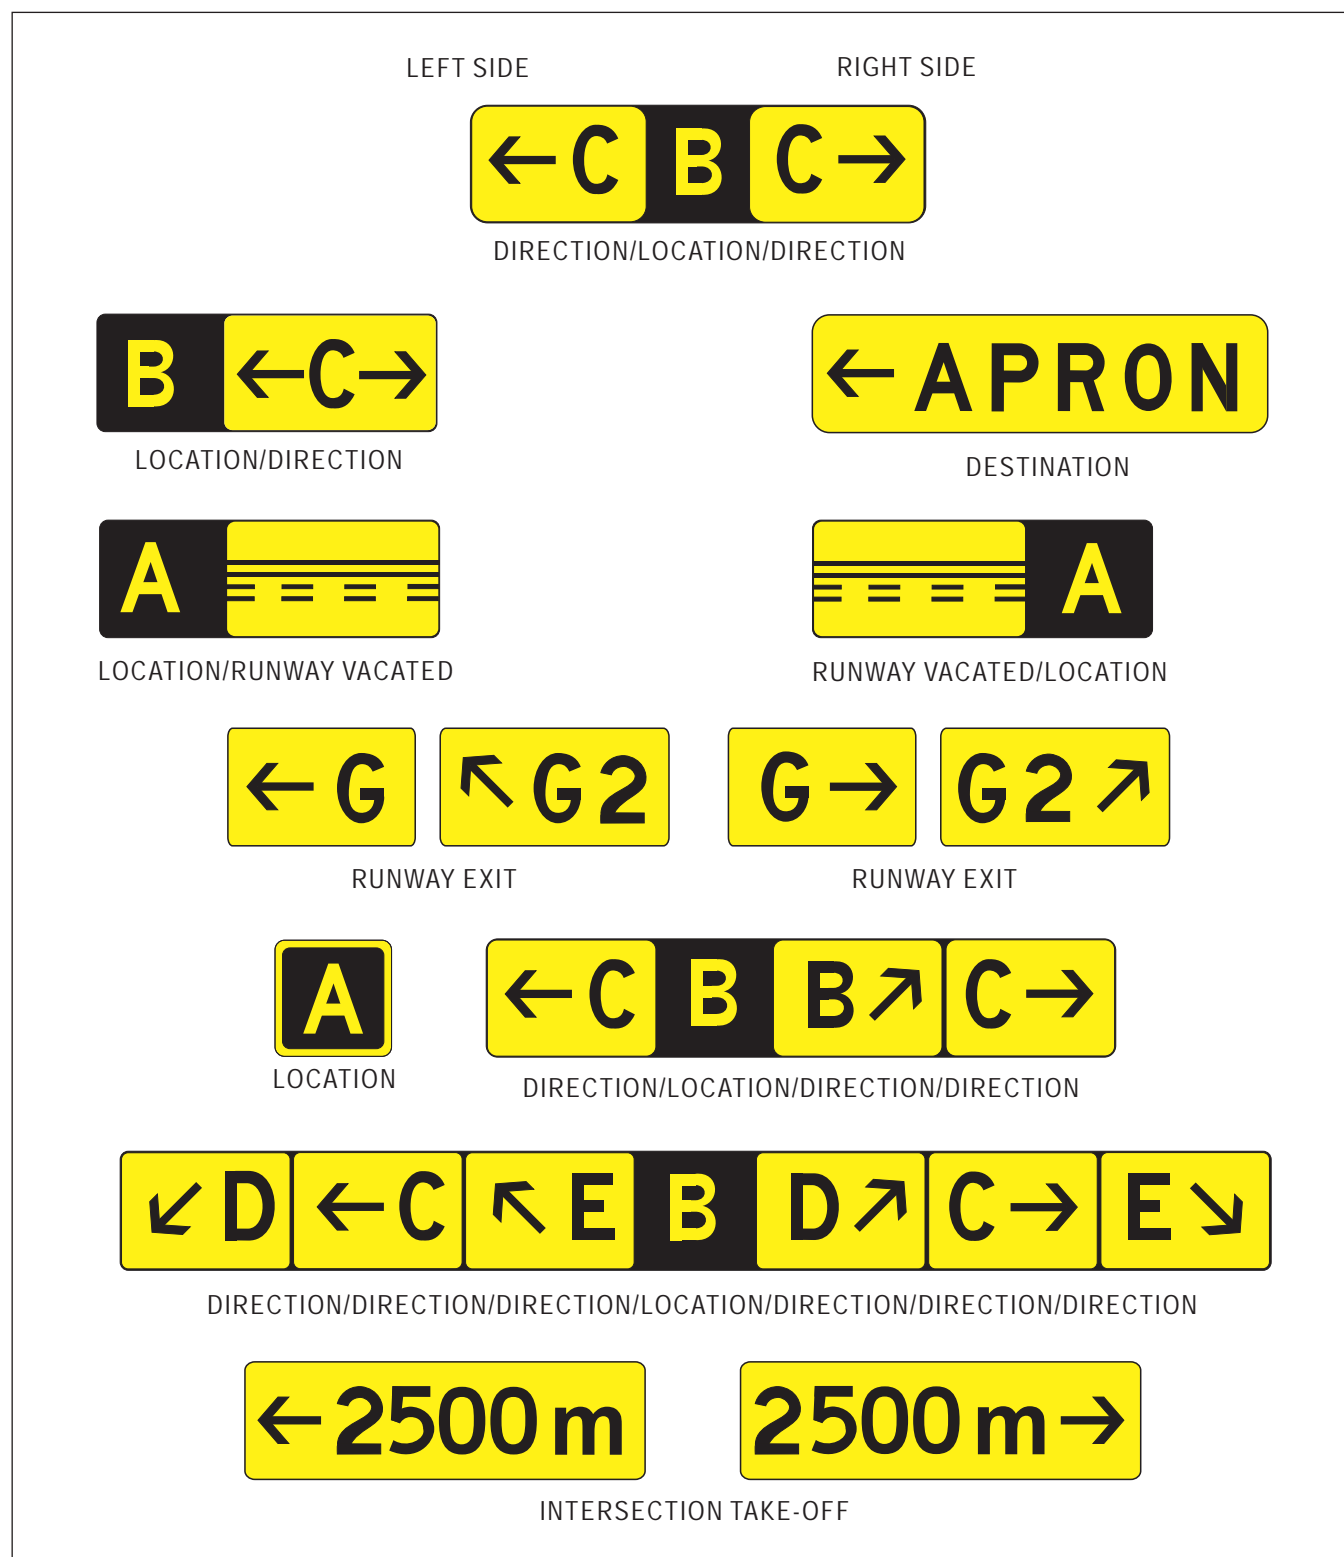 LEFT SIDE RIGHT SIDE
← C B C →
DIRECTION/LOCATION/DIRECTION
B ← C → ← APRON
LOCATION/DIRECTION DESTINATION
A A
LOCATION/RUNWAY VACATED RUNWAY VACATED/LOCATION
← G ↖ G2 G → G2 ↗
RUNWAY EXIT RUNWAY EXIT
A ← C B B ↗ C →
LOCATION DIRECTION/LOCATION/DIRECTION/DIRECTION
↙ D ← C ↖ E B D ↗ C → E ↘
DIRECTION/DIRECTION/DIRECTION/LOCATION/DIRECTION/DIRECTION/DIRECTION
← 2500 m 2500 m →
INTERSECTION TAKE-OFF